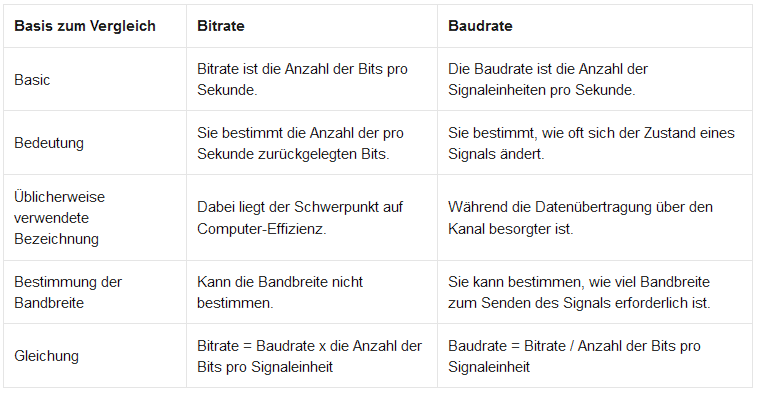 Basis zum Vergleich
Bitrate
Baudrate
Basic
Bitrate ist die Anzahl der Bits pro
Sekunde.
Die Baudrate ist die Anzahl der
Signaleinheiten pro Sekunde.
Bedeutung
Sie bestimmt die Anzahl der pro
Sekunde zurückgelegten Bits.
Sie bestimmt, wie oft sich der Zustand eines
Signals ändert.
Üblicherweise
verwendete
Bezeichnung
Dabei liegt der Schwerpunkt auf
Computer-Effizienz.
Während die Datenübertragung über den
Kanal besorgter ist.
Bestimmung der
Bandbreite
Kann die Bandbreite nicht
bestimmen.
Sie kann bestimmen, wie viel Bandbreite
zum Senden des Signals erforderlich ist.
Gleichung
Bitrate = Baudrate x die Anzahl der
Bits pro Signaleinheit
Baudrate = Bitrate / Anzahl der Bits pro
Signaleinheit